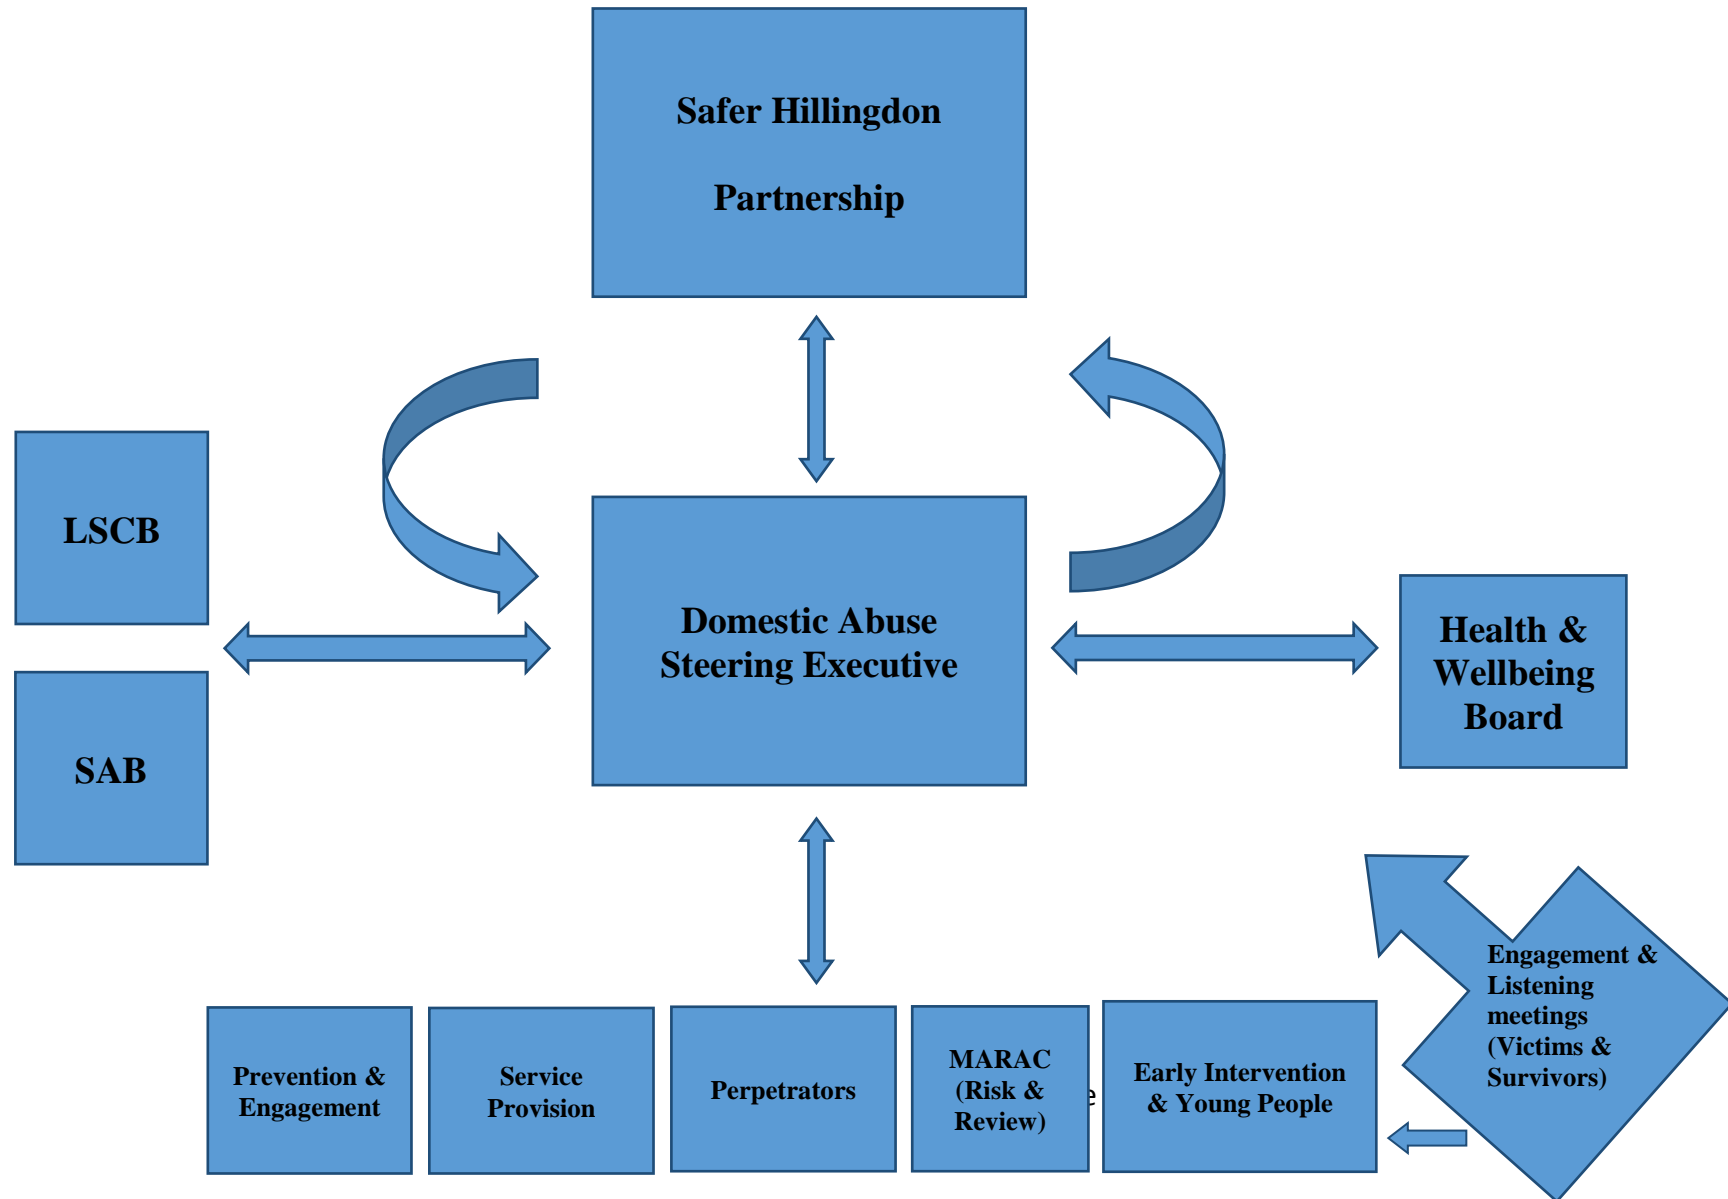 Safer Hillingdon
Partnership
LSCB
SAB
Domestic Abuse
Steering Executive
Health &
Wellbeing
Board
Prevention &
Engagement
Service
Provision
Perpetrators
MARAC
(Risk &
Review)
Early Intervention
& Young People
Engagement &
Listening
meetings
(Victims &
Survivors)